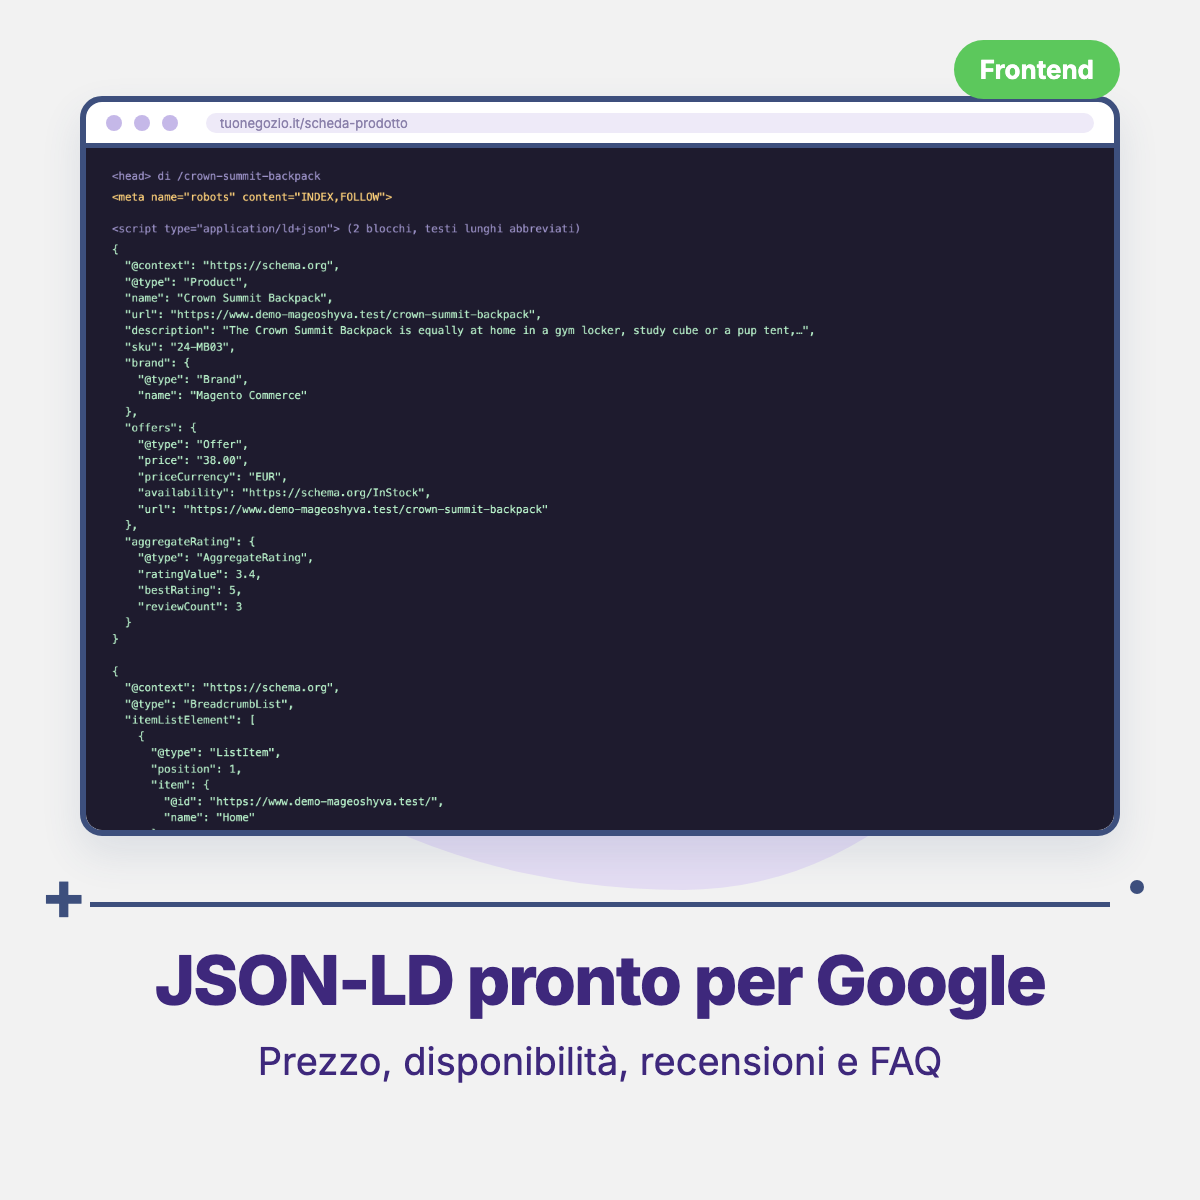 Frontend
tuonegozio.it/scheda-prodotto
<head> di /crown-summit-backpack
<meta name="robots" content="INDEX,FOLLOW">
<script type="application/ld+json"> (2 blocchi, testi lunghi abbreviati)
{
  "@context": "https://schema.org",
  "@type": "Product",
  "name": "Crown Summit Backpack",
  "url": "https://www.demo-mageoshyva.test/crown-summit-backpack",
  "description": "The Crown Summit Backpack is equally at home in a gym locker, study cube or a pup tent,…",
  "sku": "24-MB03",
  "brand": {
    "@type": "Brand",
    "name": "Magento Commerce"
  },
  "offers": {
    "@type": "Offer",
    "price": "38.00",
    "priceCurrency": "EUR",
    "availability": "https://schema.org/InStock",
    "url": "https://www.demo-mageoshyva.test/crown-summit-backpack"
  },
  "aggregateRating": {
    "@type": "AggregateRating",
    "ratingValue": 3.4,
    "bestRating": 5,
    "reviewCount": 3
  }
}
{
  "@context": "https://schema.org",
  "@type": "BreadcrumbList",
  "itemListElement": [
    {
      "@type": "ListItem",
      "position": 1,
      "item": {
        "@id": "https://www.demo-mageoshyva.test/",
        "name": "Home"
JSON-LD pronto per Google
Prezzo, disponibilità, recensioni e FAQ